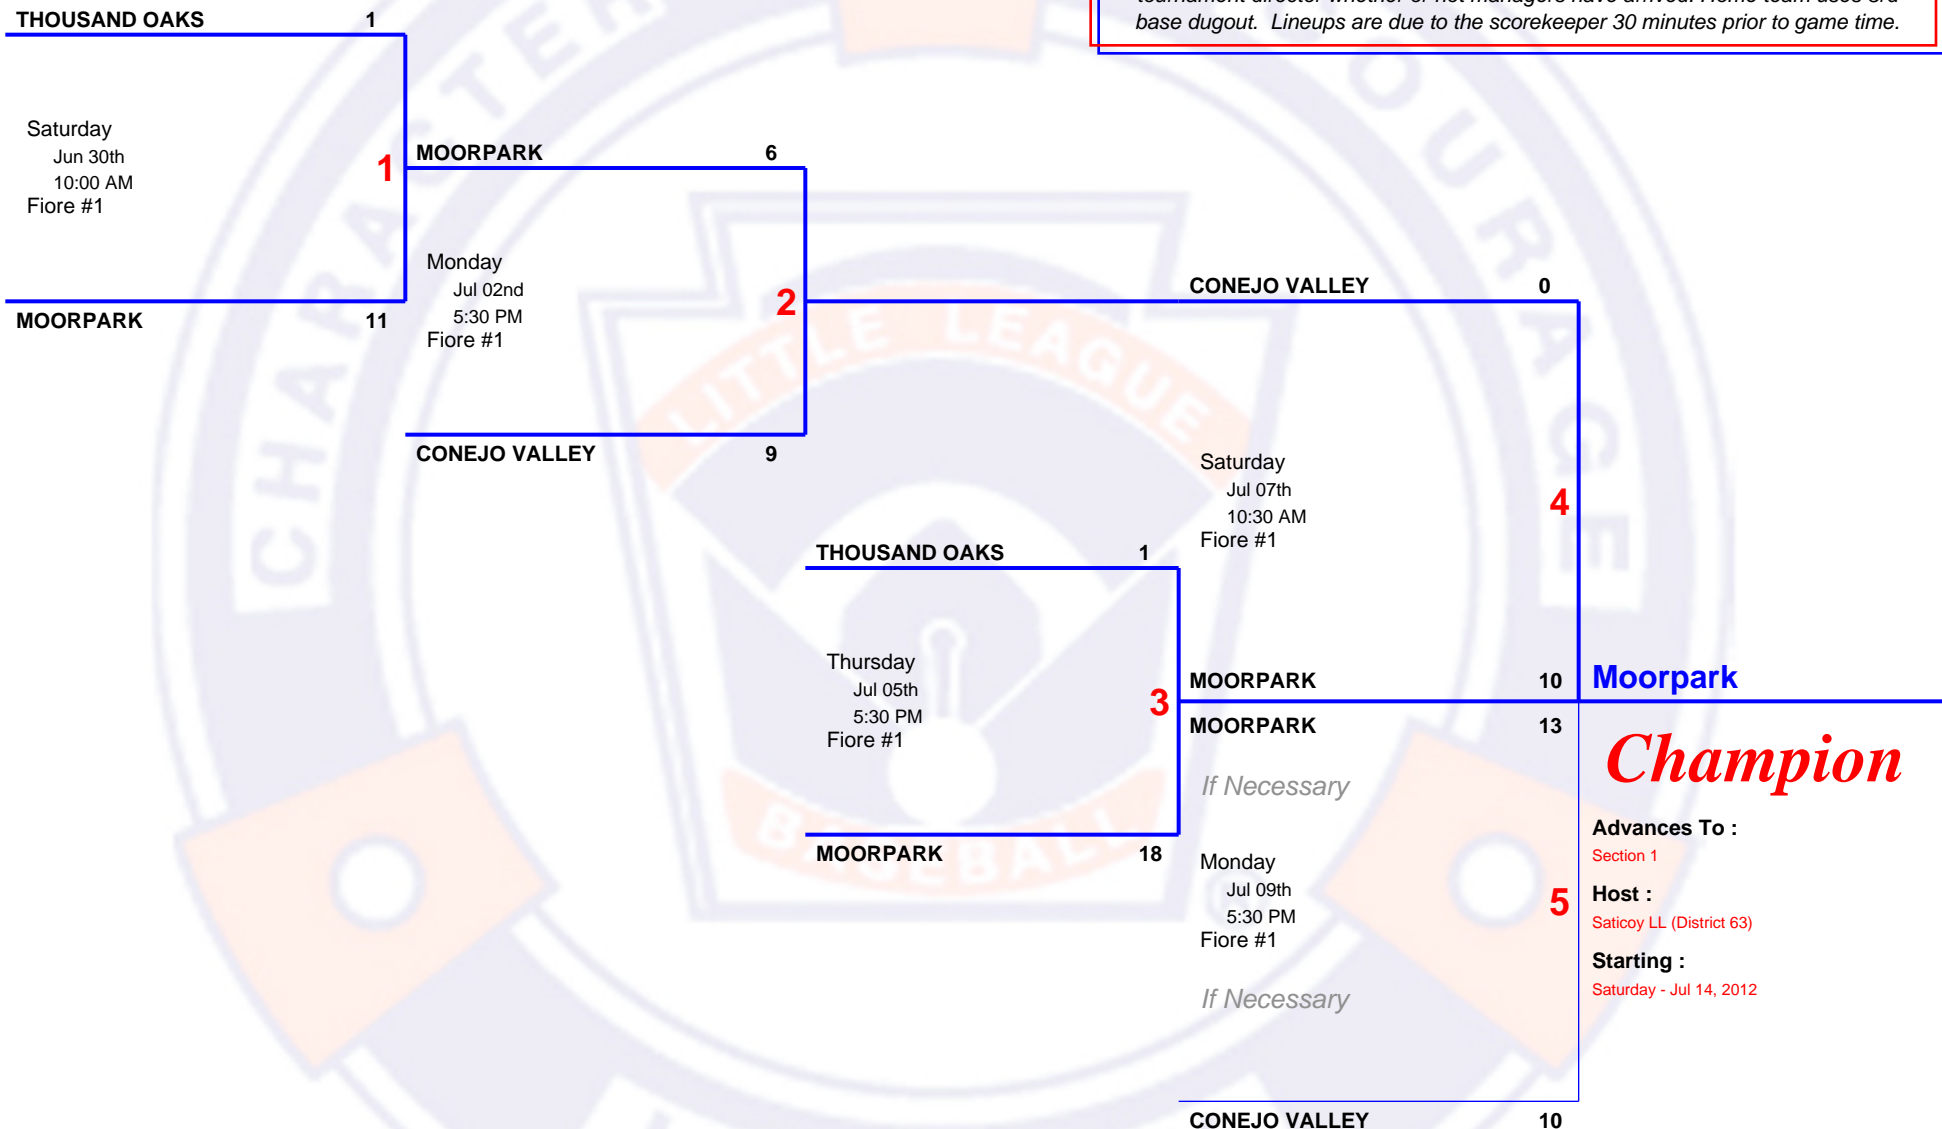 base dugout.  Lineups are due to the scorekeeper 30 minutes prior to game time.
THOUSAND OAKS 1
Saturday
Jun 30th
10:00 AM
Fiore #1
1
MOORPARK 11
MOORPARK 6
Monday
Jul 02nd
5:30 PM
Fiore #1
2
CONEJO VALLEY 9
CONEJO VALLEY 0
Saturday
Jul 07th
10:30 AM
Fiore #1
4
THOUSAND OAKS 1
Thursday
Jul 05th
5:30 PM
Fiore #1
3
MOORPARK 18
MOORPARK 10
MOORPARK 13
If Necessary
Monday
Jul 09th
5:30 PM
Fiore #1
5
If Necessary
CONEJO VALLEY 10
Moorpark
Champion
Advances To :
Section 1
Host :
Saticoy LL (District 63)
Starting :
Saturday - Jul 14, 2012
CHARACTER
COURAGE
LITTLE LEAGUE
BASEBALL
®